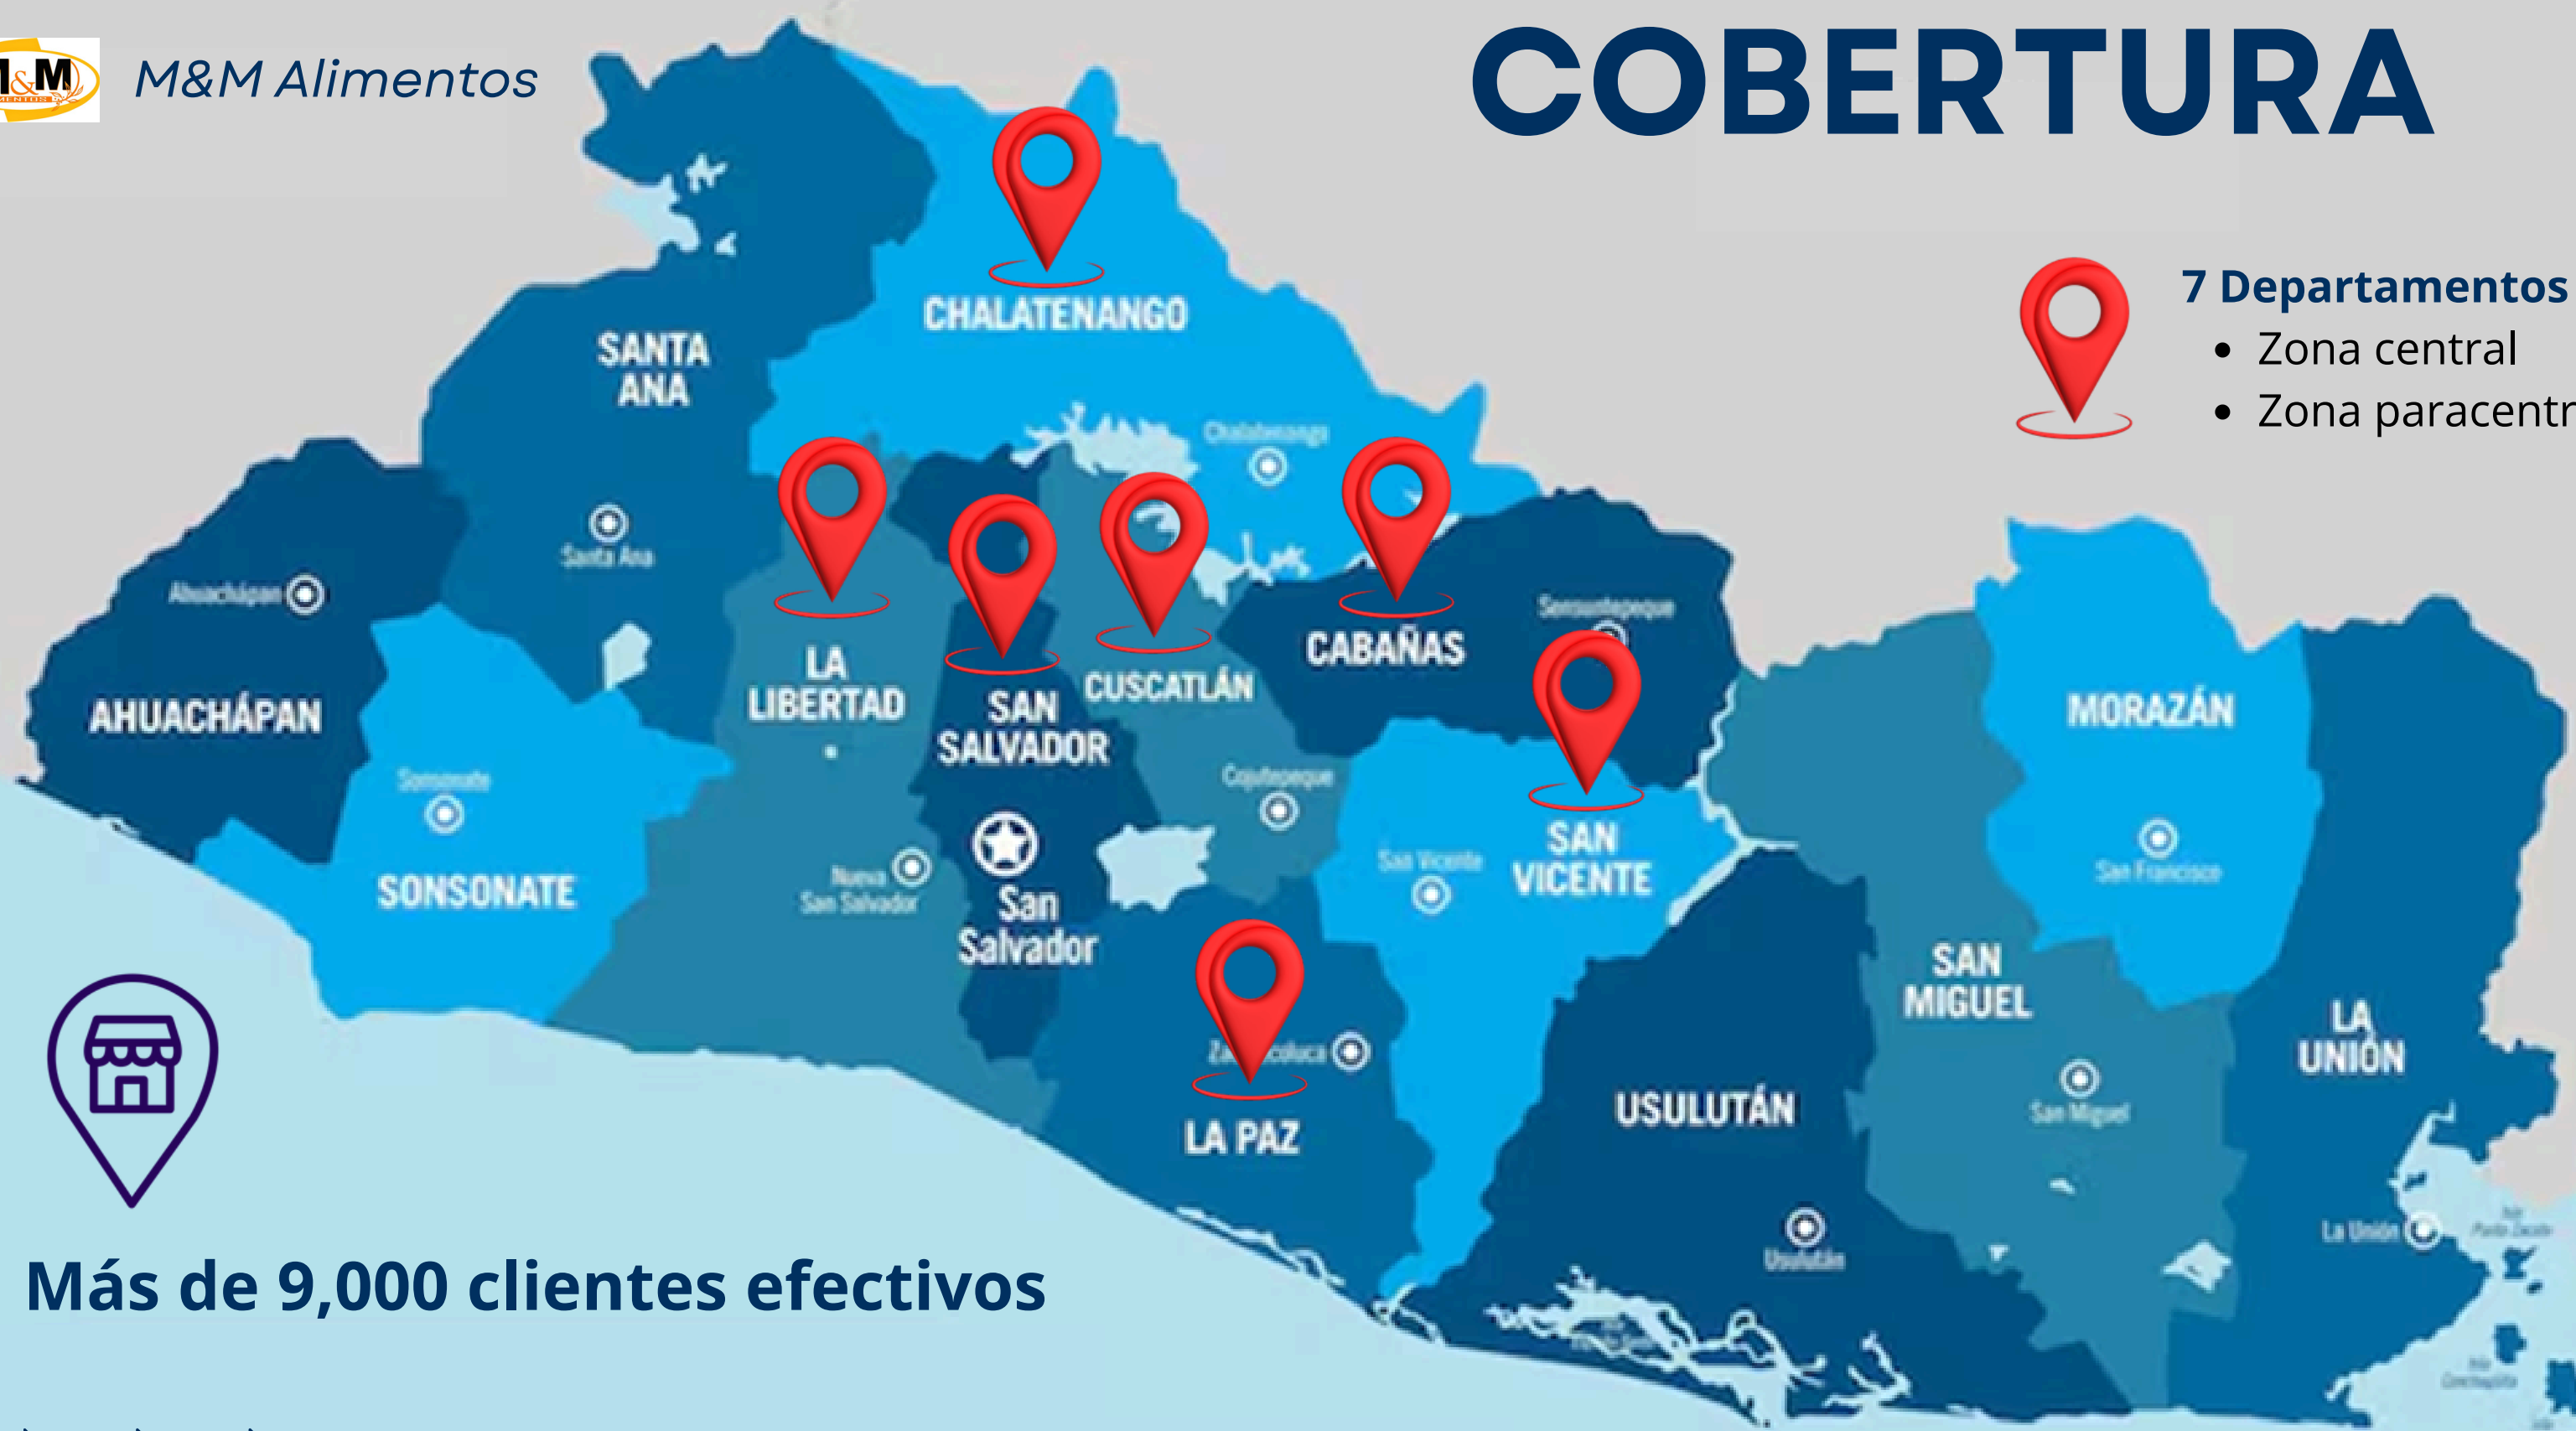 M&M
M&M Alimentos
COBERTURA
7 Departamentos
Zona central
Zona paracentr
CHALATENANGO
SANTA
ANA
Chalatenango
Santa Ana
Ahuachápan
Sensuntepeque
LA
LIBERTAD
SAN
SALVADOR
CUSCATLÁN
CABAÑAS
AHUACHÁPAN
MORAZÁN
Sonsonate
Cojutepeque
SAN
VICENTE
San Vicente
San Francisco
SONSONATE
Nueva
San Salvador
San
Salvador
SAN
MIGUEL
LA
UNIÓN
LA PAZ
USULUTÁN
San Miguel
Usulután
La Unión
Más de 9,000 clientes efectivos